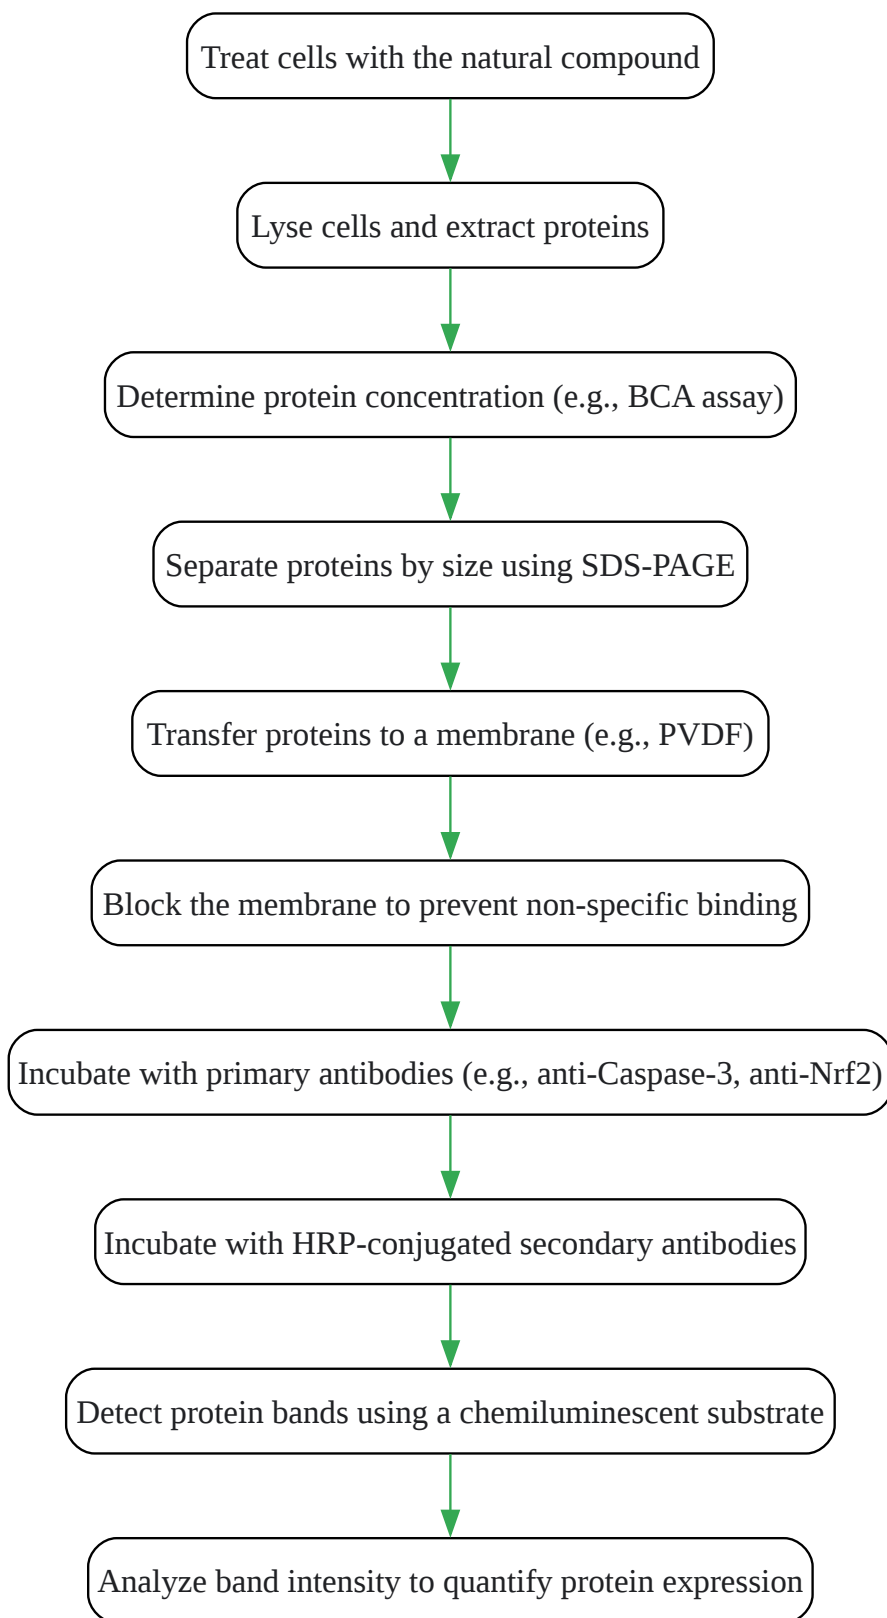 Treat cells with the natural compound
Lyse cells and extract proteins
Determine protein concentration (e.g., BCA assay)
Separate proteins by size using SDS-PAGE
Transfer proteins to a membrane (e.g., PVDF)
Block the membrane to prevent non-specific binding
Incubate with primary antibodies (e.g., anti-Caspase-3, anti-Nrf2)
Incubate with HRP-conjugated secondary antibodies
Detect protein bands using a chemiluminescent substrate
Analyze band intensity to quantify protein expression